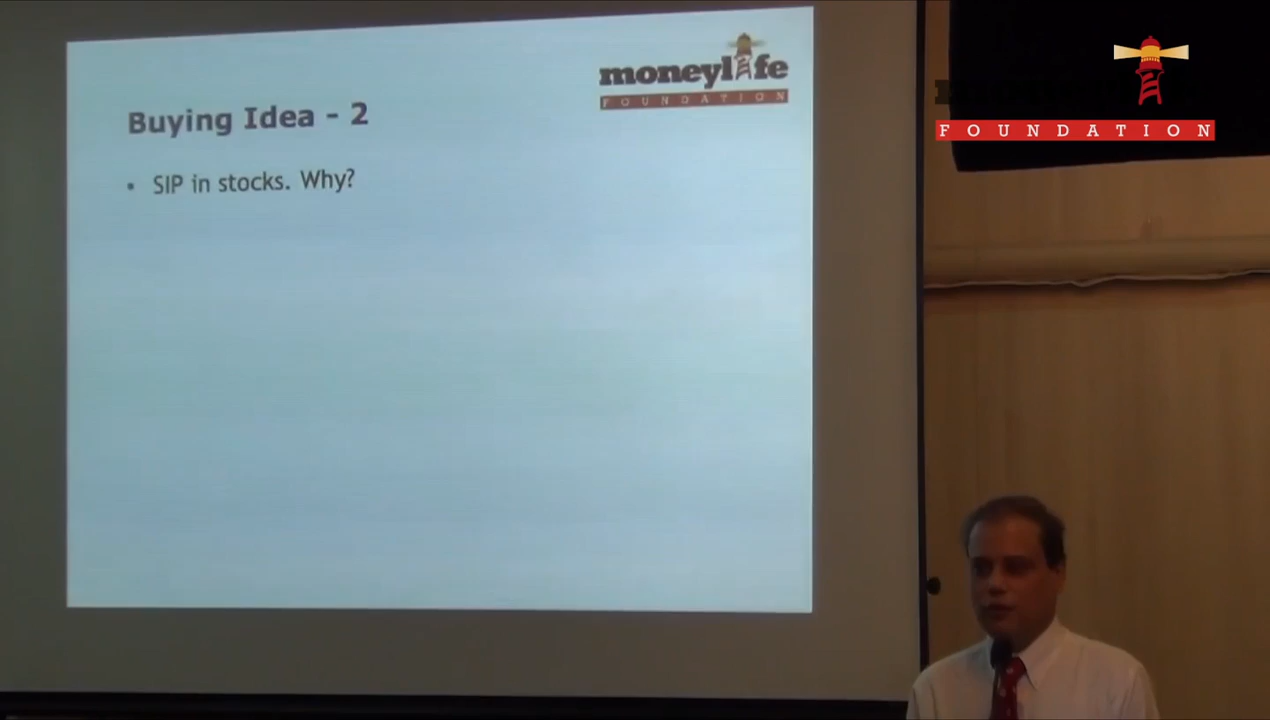 moneylife
FOUNDATION
Buying Idea - 2
• SIP in stocks. Why?
FOUNDATION